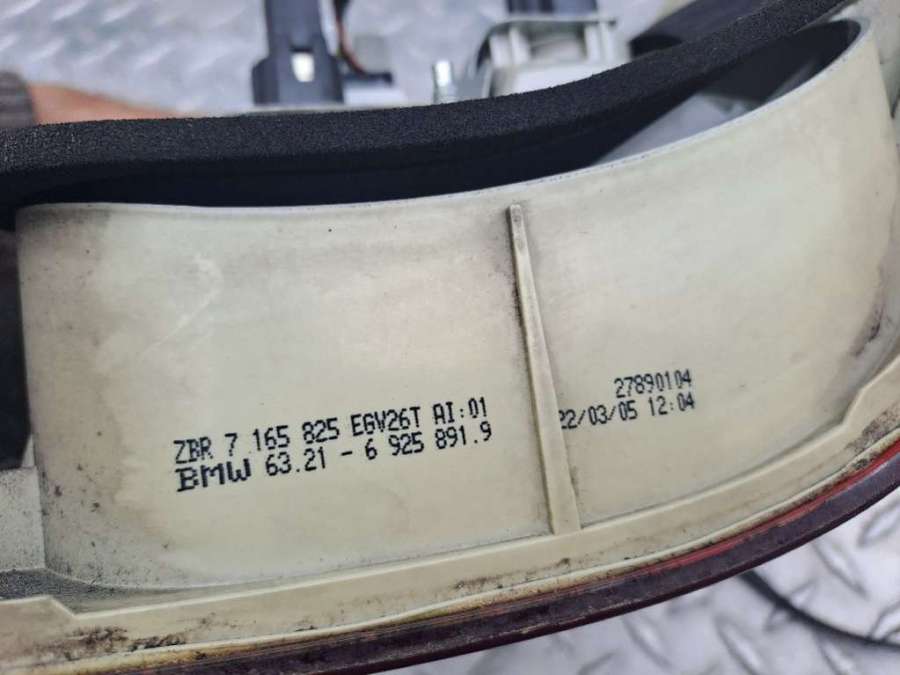 ZBR 7 165 825 EGV26T AI:01
BMW 63.21 - 6 925 891.9
27890104
22/03/05 12:04